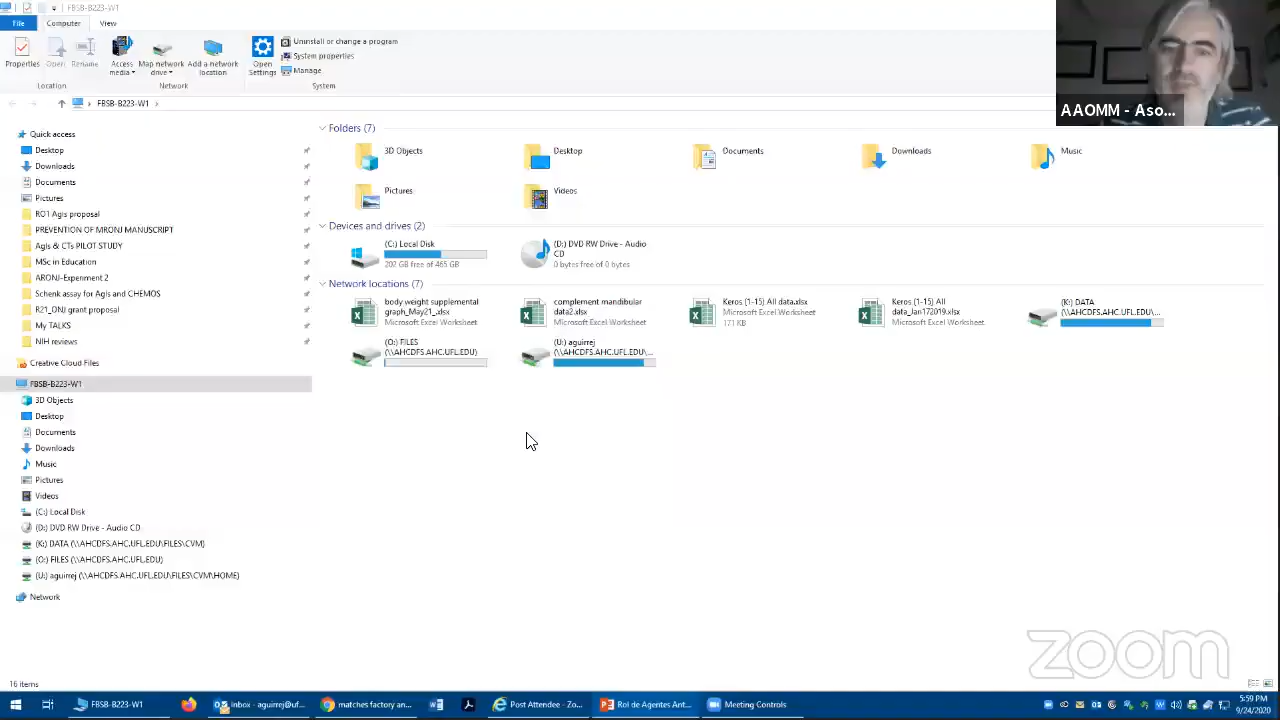 FBSB-B223-W1
File Computer View
Properties Open Rename Access media Map network drive Add a network location Open Settings
Uninstall or change a program
System properties
Manage
Location Network System
FBSB-B223-W1
Quick access
Desktop
Downloads
Documents
Pictures
RO1 Agis proposal
PREVENTION OF MRONJ MANUSCRIPT
Agis & CTs PILOT STUDY
MSc in Education
ARONJ-Experiment 2
Schenk assay for Agis and CHEMOS
R21_ONJ grant proposal
My TALKS
NIH reviews
Creative Cloud Files
FBSB-B223-W1
3D Objects
Desktop
Documents
Downloads
Music
Pictures
Videos
(C:) Local Disk
(D:) DVD RW Drive - Audio CD
(K:) DATA (\\AHCDFS.AHC.UFL.EDU\FILES\CVM)
(O:) FILES (\\AHCDFS.AHC.UFL.EDU)
(U:) aguirrej (\\AHCDFS.AHC.UFL.EDU\FILES\CVM\HOME)
Network
Folders (7)
3D Objects Desktop Documents Downloads Music
Pictures Videos
Devices and drives (2)
(C:) Local Disk
202 GB free of 465 GB
(D:) DVD RW Drive - Audio
CD
0 bytes free of 0 bytes
Network locations (7)
body weight supplemental
graph_May21_.xlsx
Microsoft Excel Worksheet
complement mandibular
data2.xlsx
Microsoft Excel Worksheet
Keros (1-15) All data.xlsx
Microsoft Excel Worksheet
171 KB
Keros (1-15) All
data_Jan172019.xlsx
Microsoft Excel Worksheet
(K:) DATA
(\\AHCDFS.AHC.UFL.EDU\...
(O:) FILES
(\\AHCDFS.AHC.UFL.EDU)
(U:) aguirrej
(\\AHCDFS.AHC.UFL.EDU\...
AAOMM - Aso...
zoom
16 items
FBSB-B223-W1 Inbox - aguirrej@uf... matches factory an... Post Attendee - Zo... Rol de Agentes Ant... Meeting Controls
5:59 PM
9/24/2020